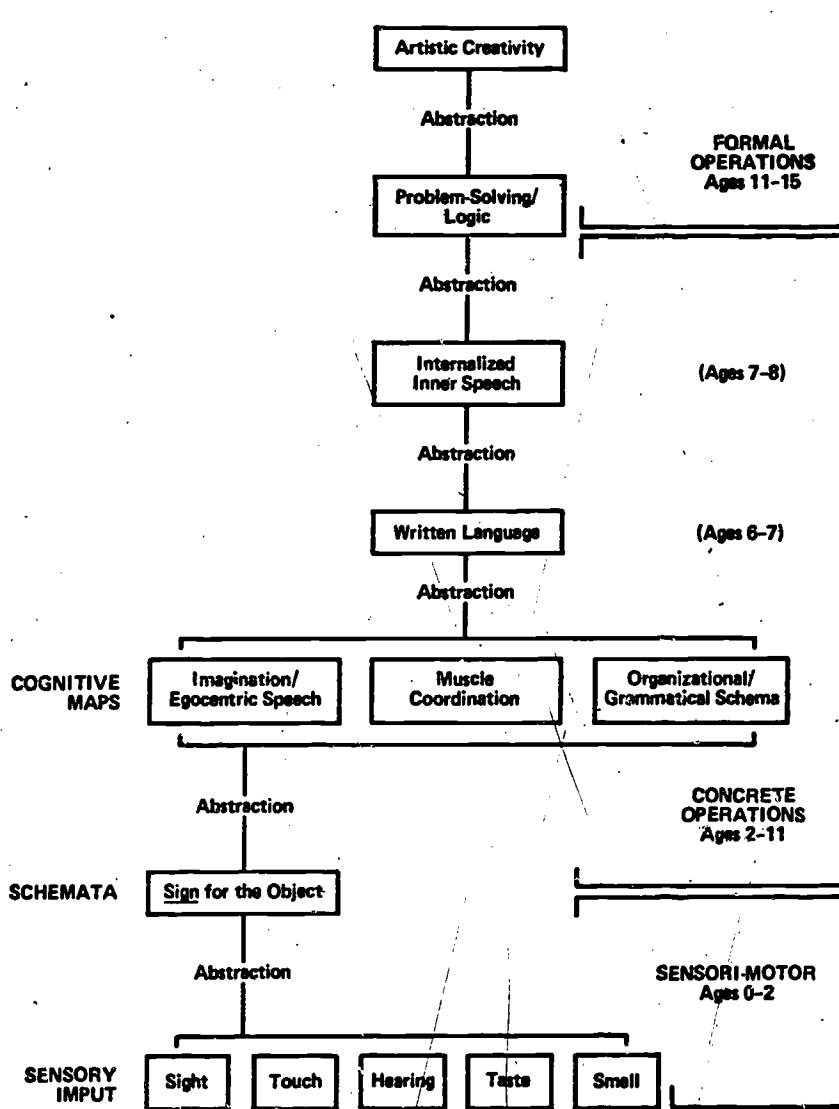 Artistic Creativity
Abstraction
FORMAL
OPERATIONS
Ages 11-15
Problem-Solving/
Logic
Abstraction
Internalized
Inner Speech
(Ages 7-8)
Abstraction
Written Language
(Ages 6-7)
Abstraction
COGNITIVE
MAPS
Imagination/
Egocentric Speech
Muscle
Coordination
Organizational/
Grammatical Schema
Abstraction
CONCRETE
OPERATIONS
Ages 2-11
SCHEMATA
Sign for the Object
Abstraction
SENSORI-MOTOR
Ages 0-2
SENSORY
IMPUT
Sight
Touch
Hearing
Taste
Smell